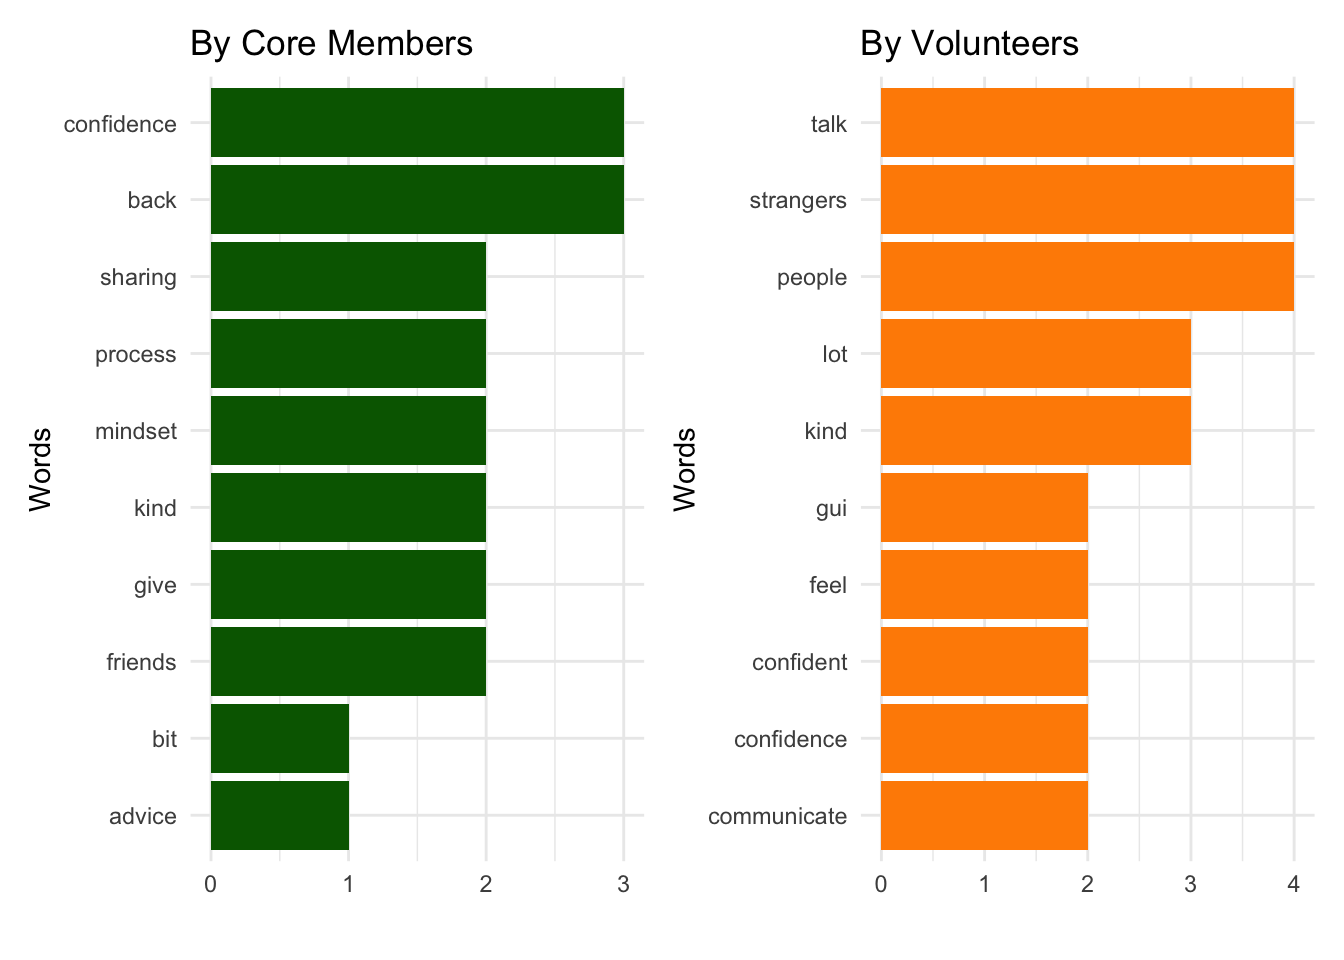 By Core Members
Words
confidence
back
sharing
process
mindset
kind
give
friends
bit
advice
0 1 2 3
By Volunteers
Words
talk
strangers
people
lot
kind
gui
feel
confident
confidence
communicate
0 1 2 3 4